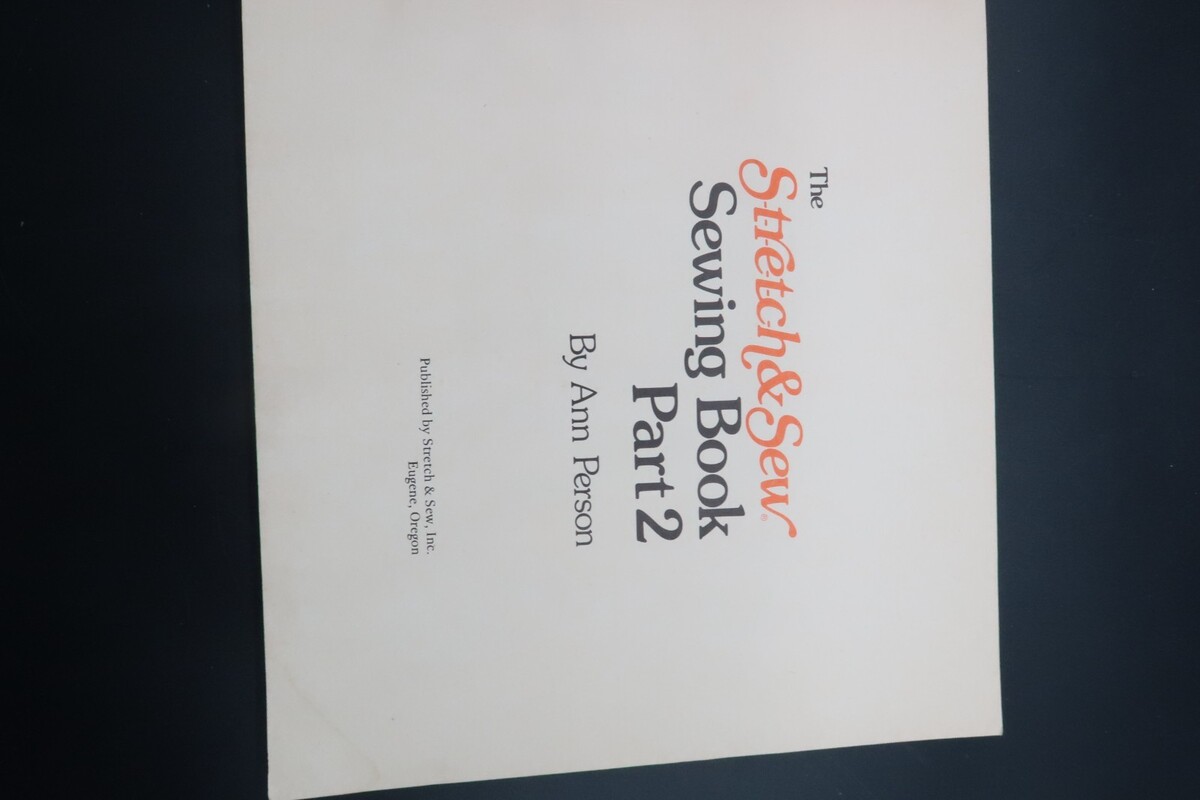 The
Stretch & Sew®
Sewing Book
Part 2
By Ann Person
Published by Stretch & Sew, Inc.
Eugene, Oregon